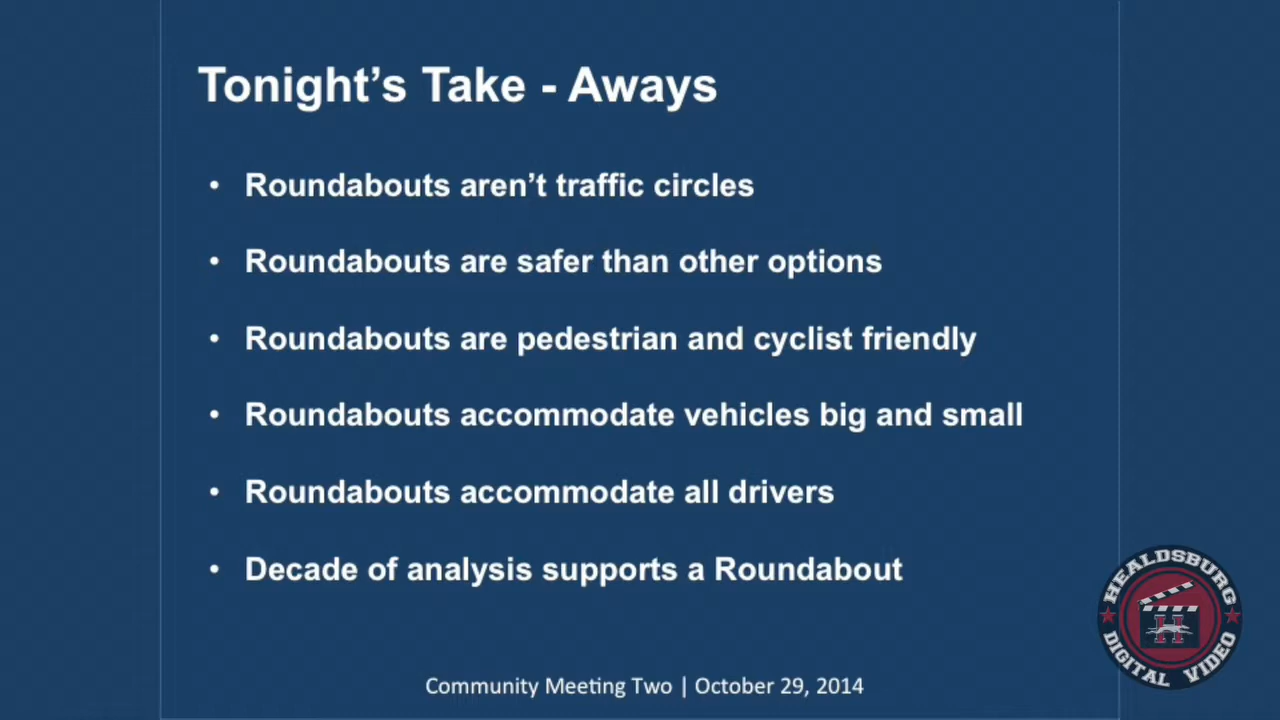 Tonight’s Take - Aways
• Roundabouts aren’t traffic circles
• Roundabouts are safer than other options
• Roundabouts are pedestrian and cyclist friendly
• Roundabouts accommodate vehicles big and small
• Roundabouts accommodate all drivers
• Decade of analysis supports a Roundabout
HEALDSBURG
H
DIGITAL VIDEO
Community Meeting Two | October 29, 2014